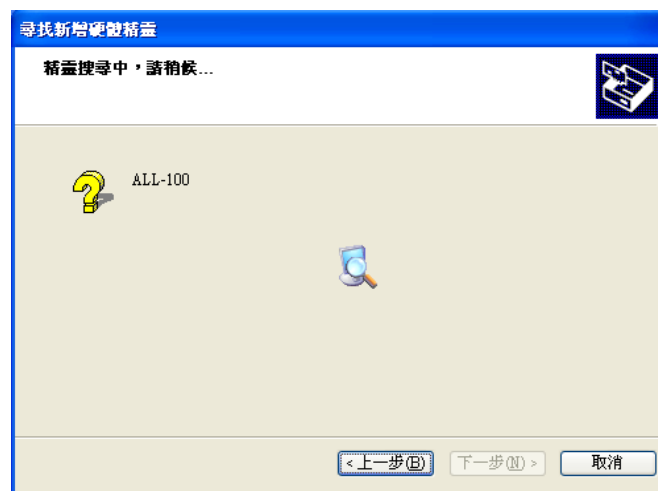 尋找新增硬體精靈
精靈搜尋中，請稍候...
ALL-100
<上一步(B)
下一步(N)>
取消